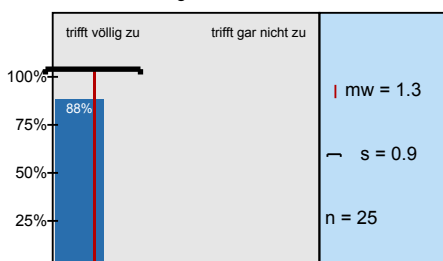 trifft völlig zu trifft gar nicht zu
100%
mw = 1.3
88%
75%
s = 0.9
50%
25%
n = 25